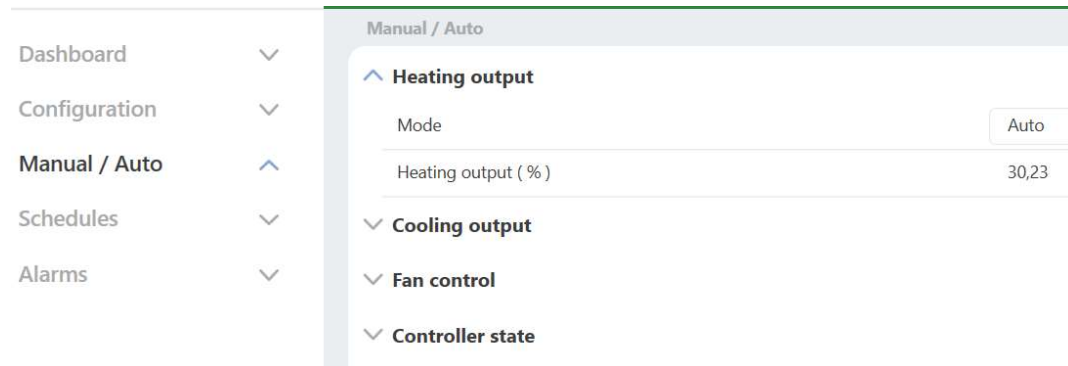 Dashboard
Configuration
Manual / Auto
Schedules
Alarms
Manual / Auto
Heating output
Mode Auto
Heating output ( % ) 30,23
Cooling output
Fan control
Controller state